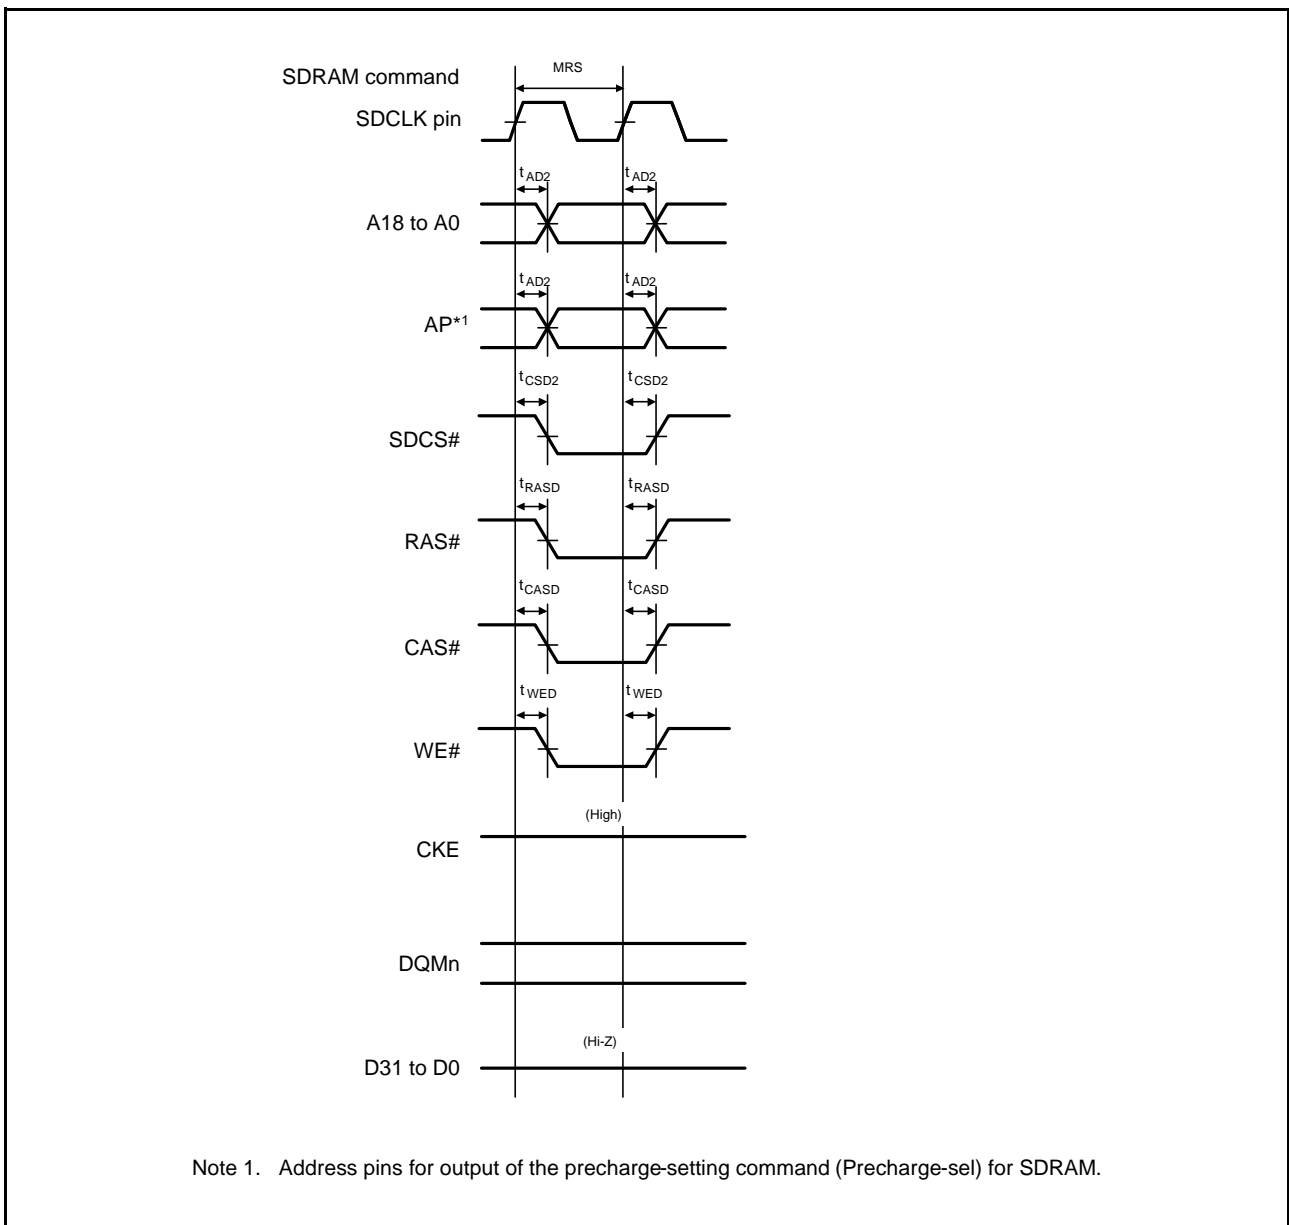 MRS
SDRAM command
SDCLK pin
tAD2 tAD2
A18 to A0
tAD2 tAD2
AP*1
tCSD2 tCSD2
SDCS#
tRASD tRASD
RAS#
tCASD tCASD
CAS#
tWED tWED
WE#
(High)
CKE
DQMn
(Hi-Z)
D31 to D0
Note 1. Address pins for output of the precharge-setting command (Precharge-sel) for SDRAM.